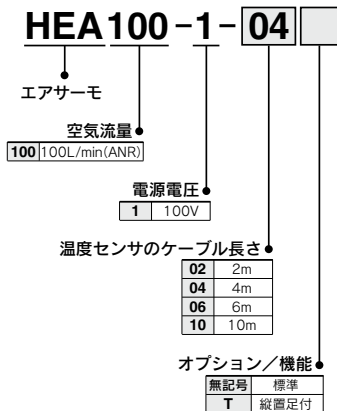 HEA100-1-04
エアサーモ
空気流量
100 100L/min(ANR)
電源電圧
1 100V
温度センサのケーブル長さ
02 2m
04 4m
06 6m
10 10m
オプション／機能
無記号 標準
T 縦置足付